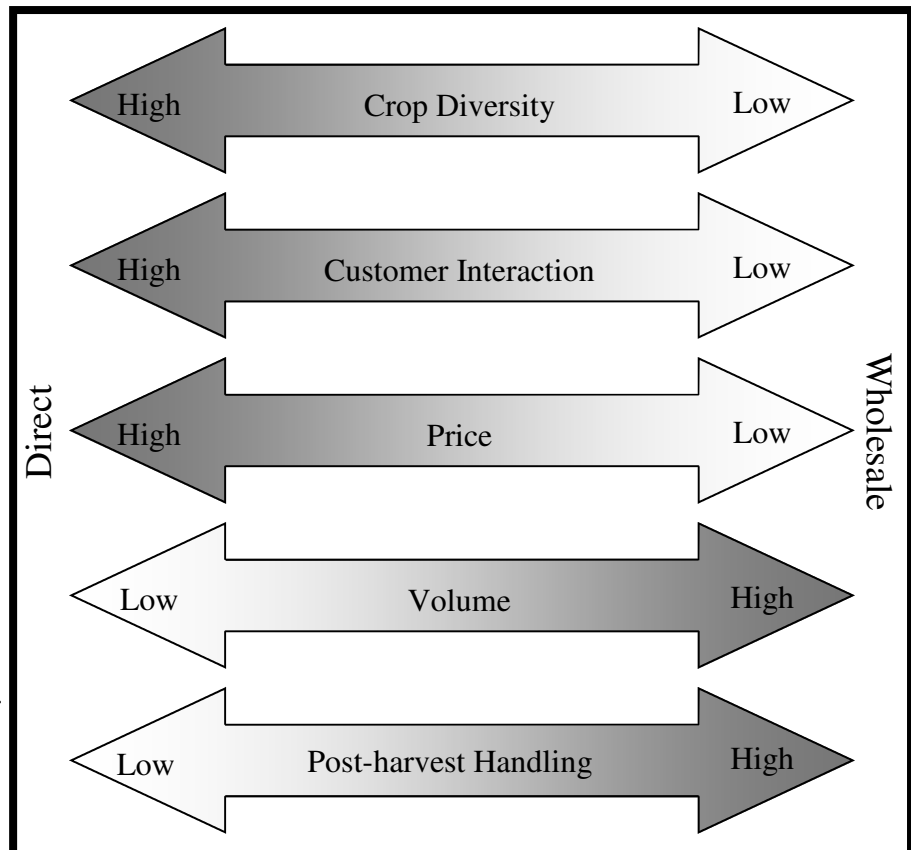 High Crop Diversity Low
High Customer Interaction Low
Direct
High Price Low
Wholesale
Low Volume High
Low Post-harvest Handling High